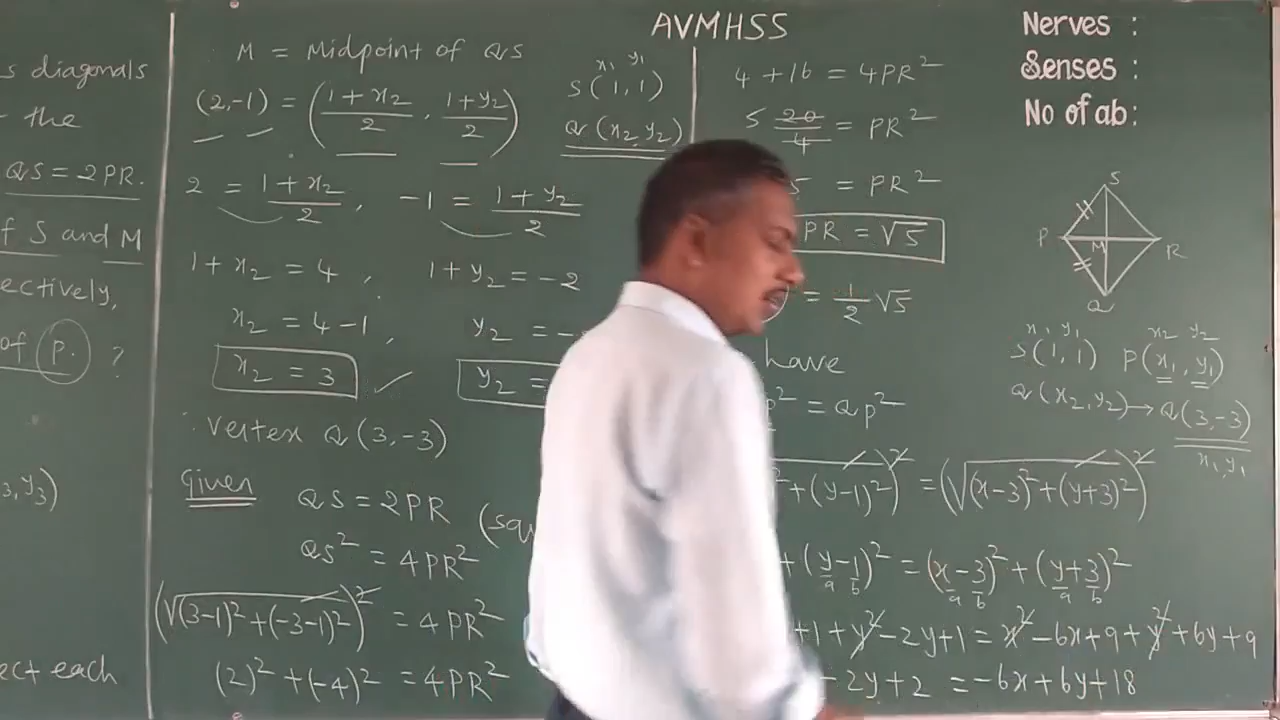 AVMHSS
Nerves :
Senses :
No of ab:
s diagonals
the
QS = 2PR.
f S and M
ectively,
of P. ?
3, y₃)
ect each
M = Midpoint of QS
(2,-1) = ((1+x₂)/2, (1+y₂)/2)
x₁ y₁
S(1,1)
Q(x₂,y₂)
2 = (1+x₂)/2, -1 = (1+y₂)/2
1+x₂ = 4, 1+y₂ = -2
x₂ = 4-1, y₂ = -
x₂ = 3 ✓ y₂ =
Vertex Q(3,-3)
Given QS = 2PR
QS² = 4PR²
(√(3-1)²+(-3-1)²)² = 4PR²
(2)²+(-4)² = 4PR²
4+16 = 4PR²
5 20/4 = PR²
5 = PR²
PR = √5
= 1/2 √5
have
P² = QP²
+(y-1)²)² = (√(x-3)²+(y+3)²)²
+(y-1)² = (x-3)²+(y+3)²
a b a b a b
+1+y²-2y+1 = x²-6x+9+y²+6y+9
-2y+2 = -6x+6y+18
S
P M R
Q
x₁ y₁ x₂ y₂
S(1,1) P(x₁,y₁)
Q(x₂,y₂)→Q(3,-3)
x₁,y₁